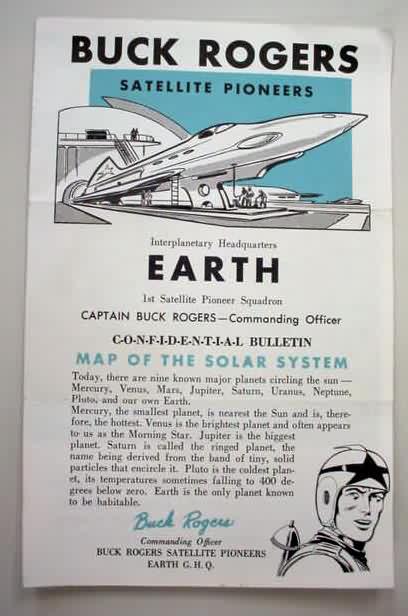 BUCK ROGERS
SATELLITE PIONEERS
Interplanetary Headquarters
EARTH
1st Satellite Pioneer Squadron
CAPTAIN BUCK ROGERS—Commanding Officer
C-O-N-F-I-D-E-N-T-I-A-L BULLETIN
MAP OF THE SOLAR SYSTEM
Today, there are nine known major planets circling the sun —
Mercury, Venus, Mars, Jupiter, Saturn, Uranus, Neptune,
Pluto, and our own Earth.
Mercury, the smallest planet, is nearest the Sun and is, there-
fore, the hottest. Venus is the brightest planet and often appears
to us as the Morning Star. Jupiter is the biggest
planet. Saturn is called the ringed planet, the
name being derived from the band of tiny, solid
particles that encircle it. Pluto is the coldest plan-
et, its temperatures sometimes falling to 400 de-
grees below zero. Earth is the only planet known
to be habitable.
Buck Rogers
Commanding Officer
BUCK ROGERS SATELLITE PIONEERS
EARTH G. H. Q.